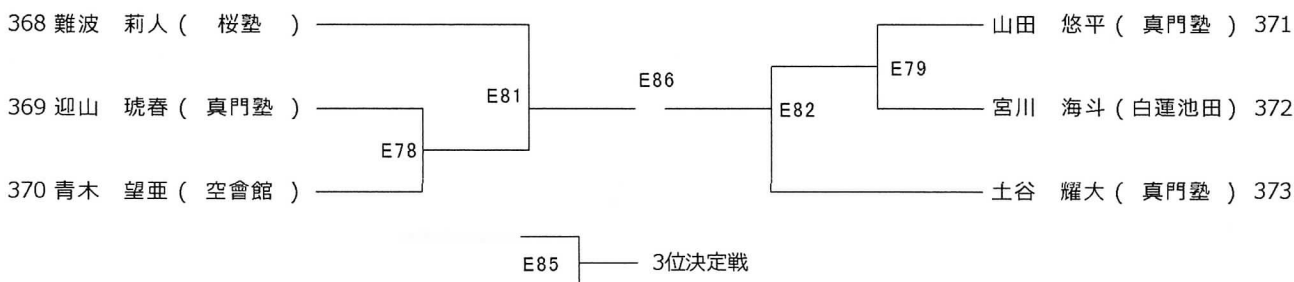 368 難波　莉人 (　桜塾　)
369 迎山　琥春 (　真門塾　)
370 青木　望亜 (　空會館　)
E78
E81
E86
E82
E79
山田　悠平 (　真門塾　) 371
宮川　海斗 (白蓮池田) 372
土谷　耀大 (　真門塾　) 373
E85
3位決定戦